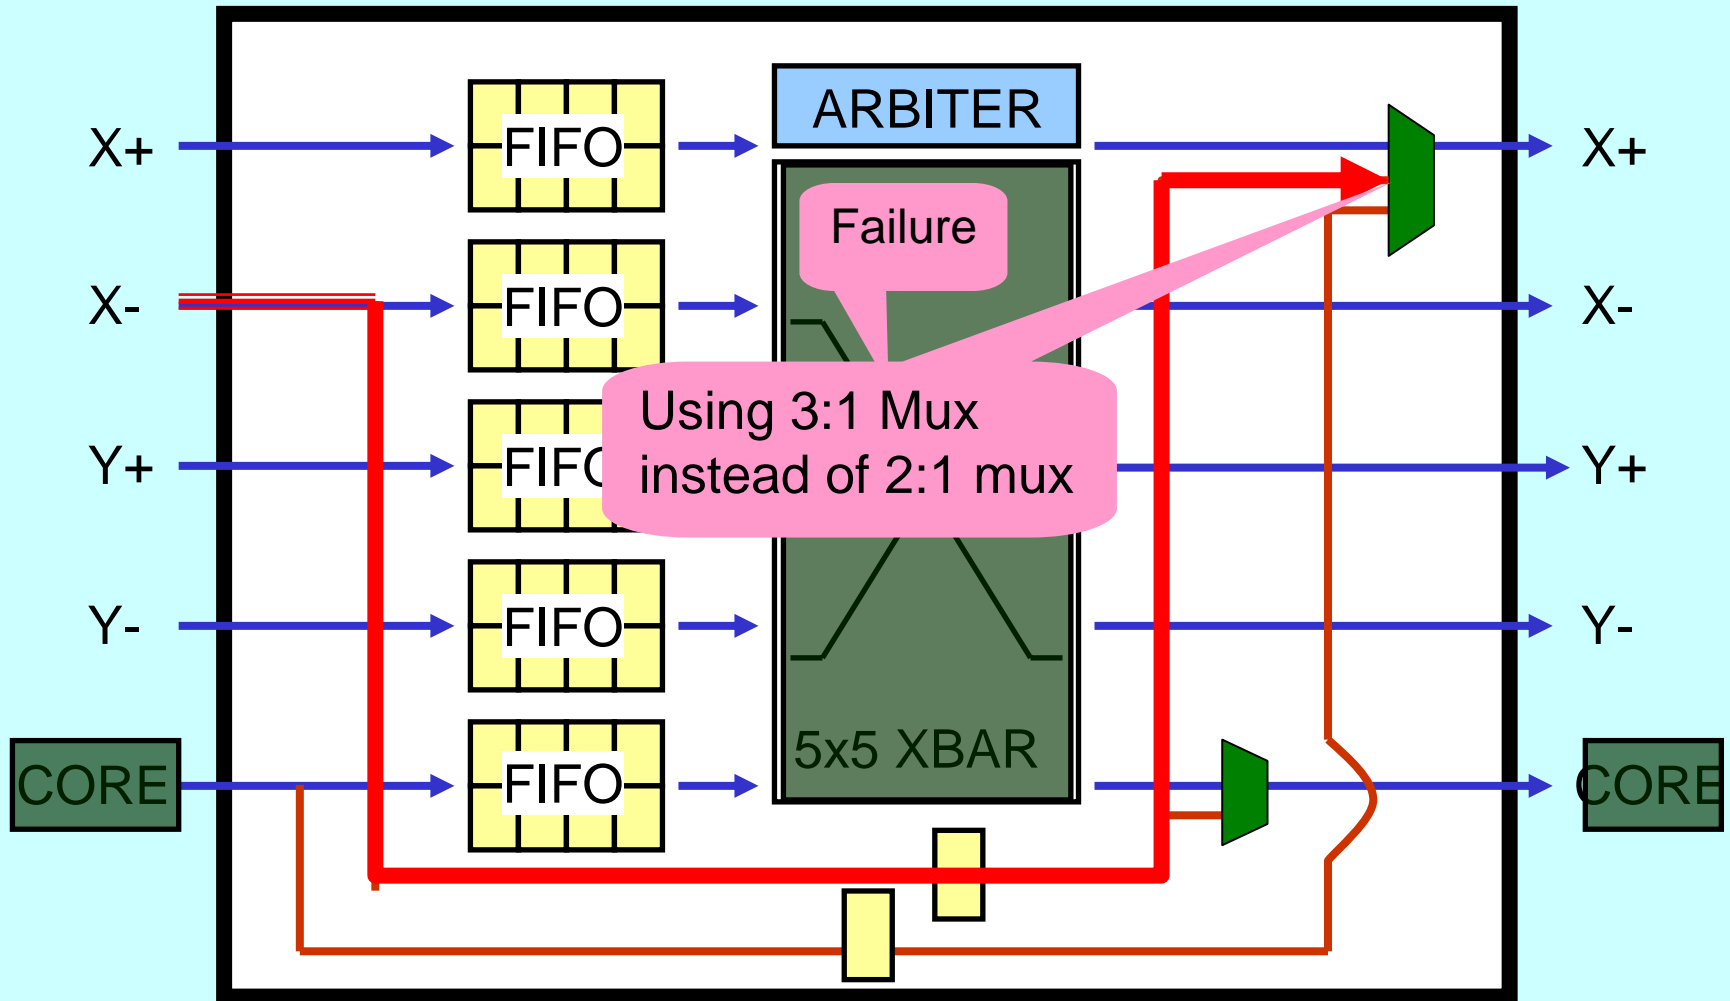 ARBITER
X+
FIFO
X+
Failure
X-
FIFO
X-
Using 3:1 Mux
instead of 2:1 mux
Y+
FIFO
Y+
Y-
FIFO
Y-
5x5 XBAR
CORE
FIFO
CORE